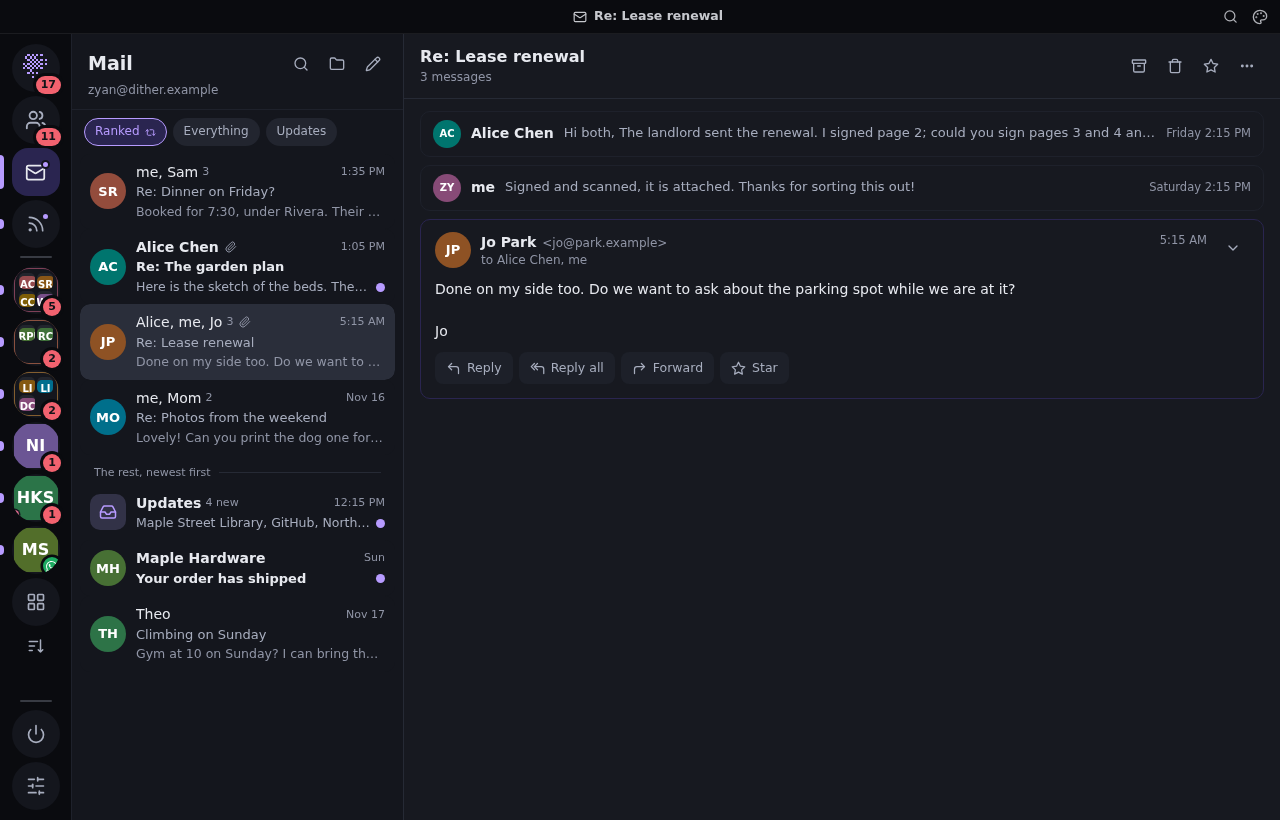 Re: Lease renewal
17
11
AC SR
CC
5
RP RC
2
LI LI
DC
2
NI
1
HKS
1
MS
Mail
zyan@dither.example
Ranked
Everything
Updates
SR
me, Sam 3
1:35 PM
Re: Dinner on Friday?
Booked for 7:30, under Rivera. Their …
AC
Alice Chen
1:05 PM
Re: The garden plan
Here is the sketch of the beds. The…
JP
Alice, me, Jo 3
5:15 AM
Re: Lease renewal
Done on my side too. Do we want to …
MO
me, Mom 2
Nov 16
Re: Photos from the weekend
Lovely! Can you print the dog one for…
The rest, newest first
Updates 4 new
12:15 PM
Maple Street Library, GitHub, North…
MH
Maple Hardware
Sun
Your order has shipped
TH
Theo
Nov 17
Climbing on Sunday
Gym at 10 on Sunday? I can bring th…
Re: Lease renewal
3 messages
AC
Alice Chen Hi both, The landlord sent the renewal. I signed page 2; could you sign pages 3 and 4 an… Friday 2:15 PM
ZY
me Signed and scanned, it is attached. Thanks for sorting this out! Saturday 2:15 PM
JP
Jo Park <jo@park.example>
5:15 AM
to Alice Chen, me
Done on my side too. Do we want to ask about the parking spot while we are at it?
Jo
Reply
Reply all
Forward
Star